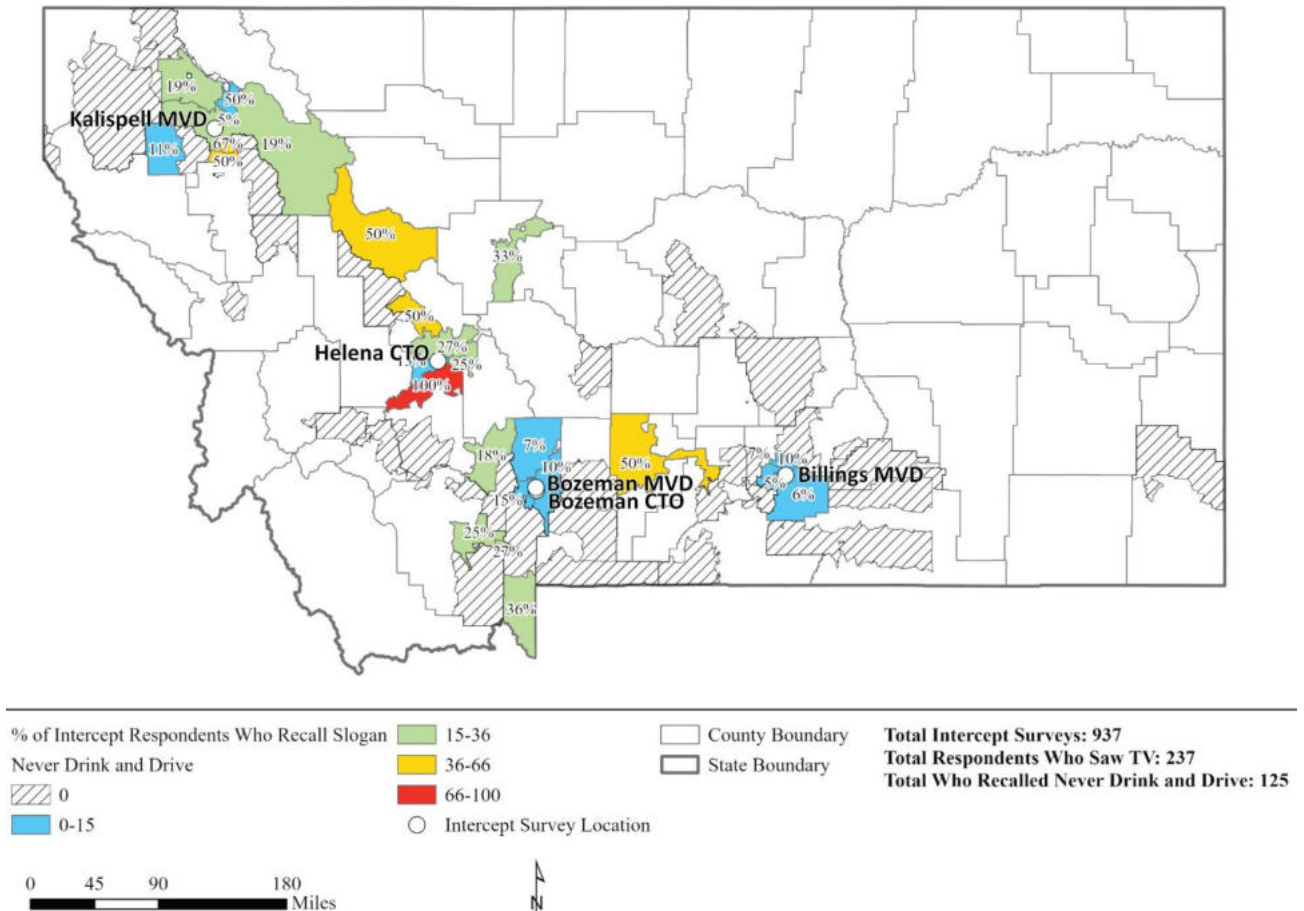 19%
50%
Kalispell MVD
5%
11%
67%
50%
19%
50%
33%
50%
Helena CTO
27%
25%
100%
18%
7%
10%
50%
7%
10%
Billings MVD
5%
6%
Bozeman MVD
15%
Bozeman CTO
25%
27%
36%
% of Intercept Respondents Who Recall Slogan
Never Drink and Drive
0
0-15
15-36
36-66
66-100
Intercept Survey Location
County Boundary
State Boundary
Total Intercept Surveys: 937
Total Respondents Who Saw TV: 237
Total Who Recalled Never Drink and Drive: 125
0 45 90 180
Miles
N